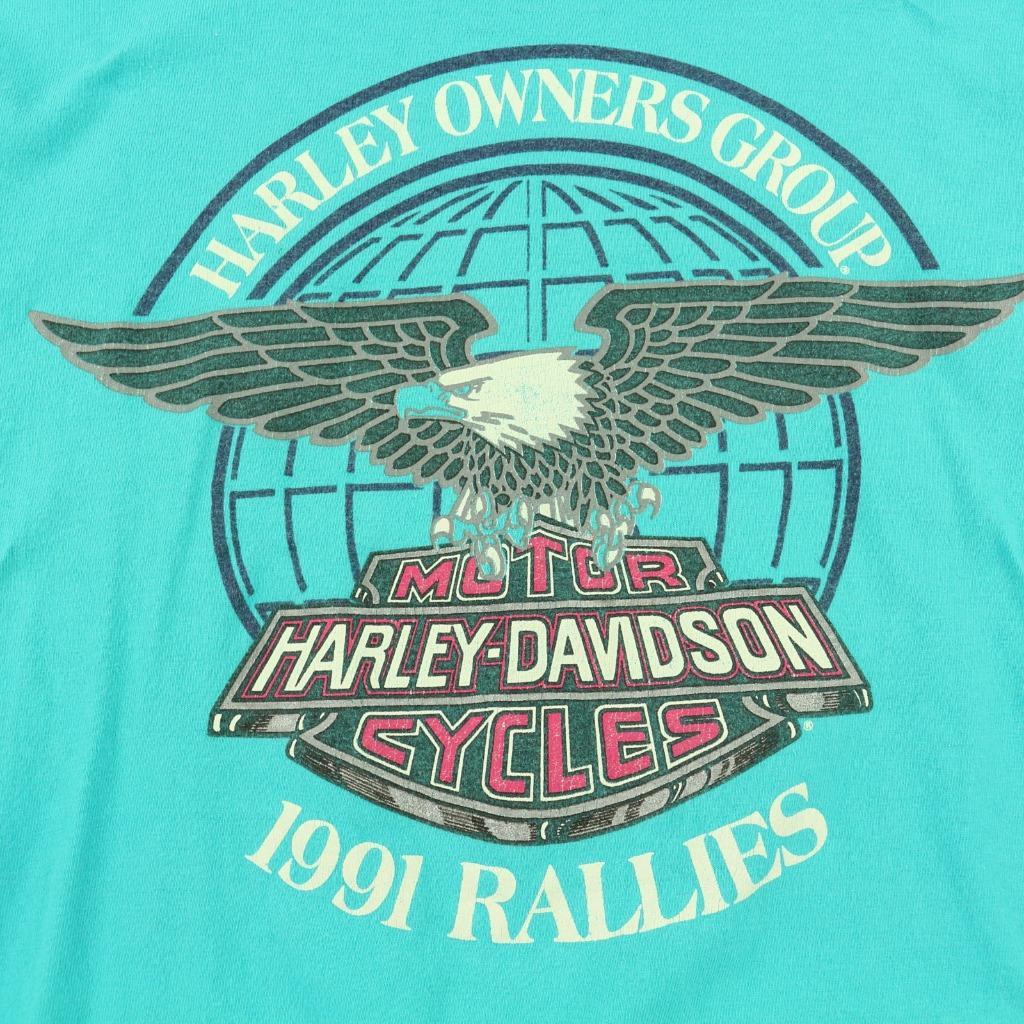 HARLEY OWNERS GROUP®
MOTOR
HARLEY-DAVIDSON
CYCLES®
1991 RALLIES